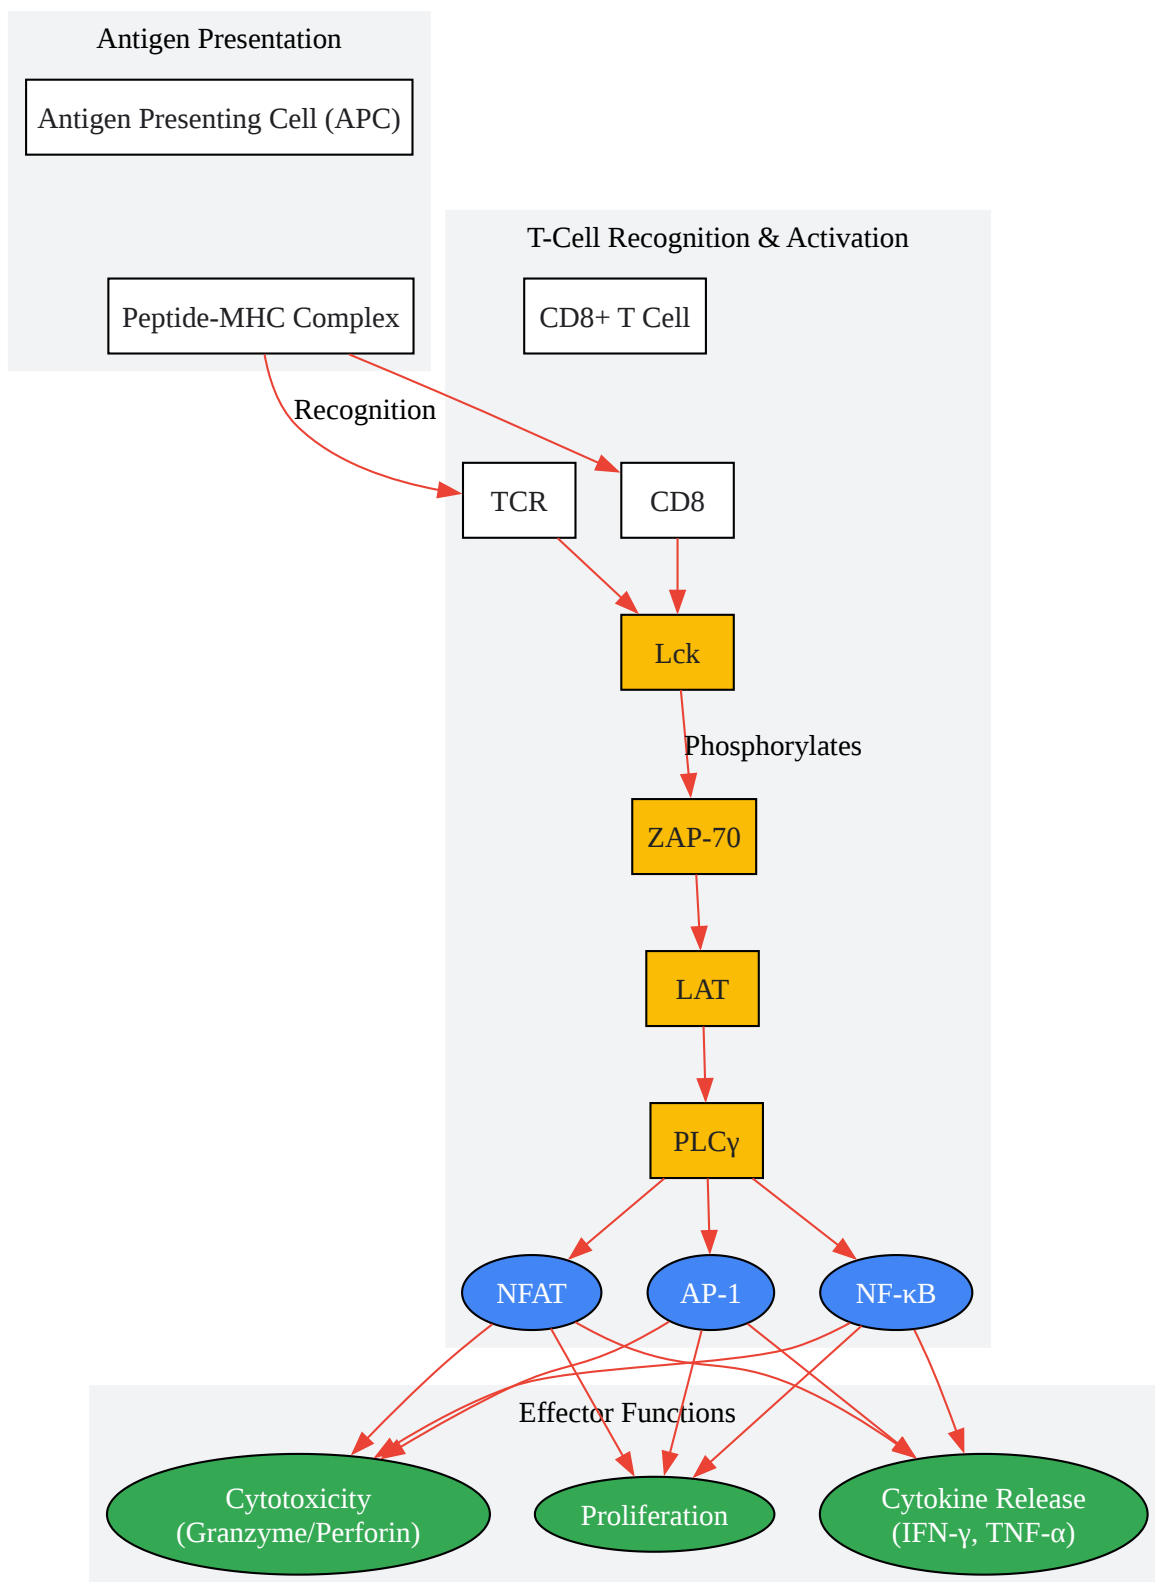 Antigen Presentation
Antigen Presenting Cell (APC)
T-Cell Recognition & Activation
Peptide-MHC Complex
CD8+ T Cell
Recognition
TCR
CD8
Lck
Phosphorylates
ZAP-70
LAT
PLCγ
NFAT
AP-1
NF-κB
Effector Functions
Cytotoxicity
(Granzyme/Perforin)
Proliferation
Cytokine Release
(IFN-γ, TNF-α)